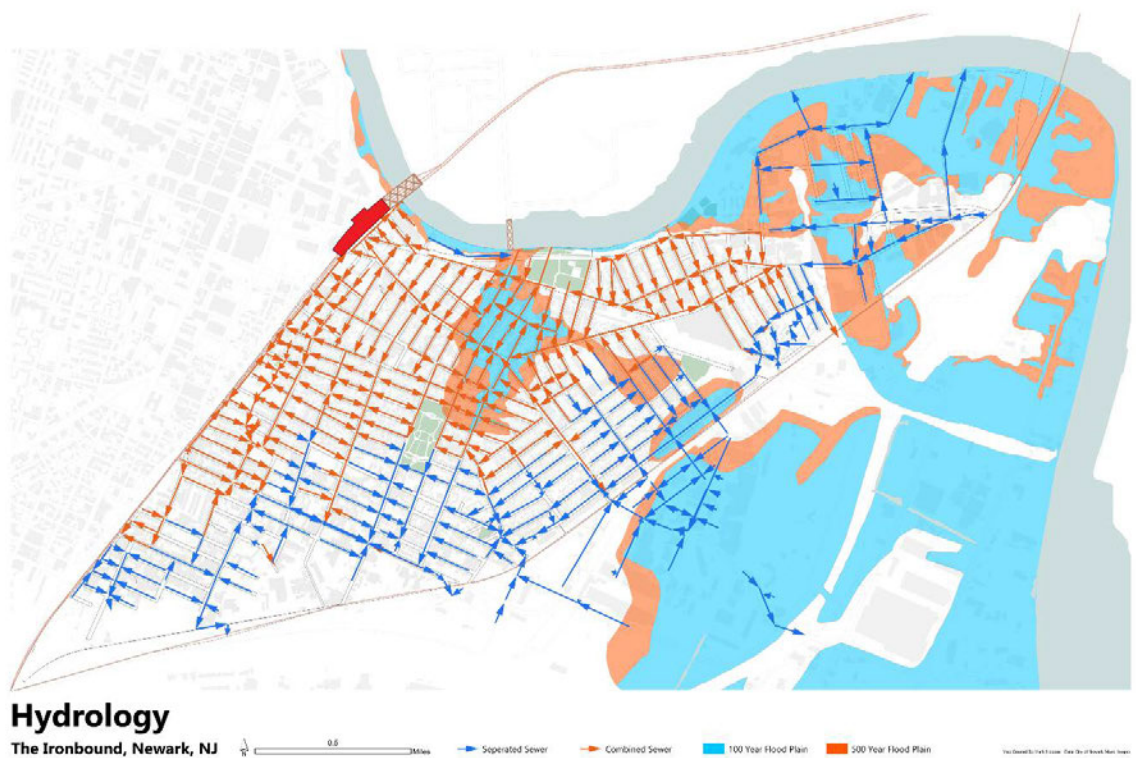 Hydrology
The Ironbound, Newark, NJ
0.5
Miles
Seperated Sewer
Combined Sewer
100 Year Flood Plain
500 Year Flood Plain